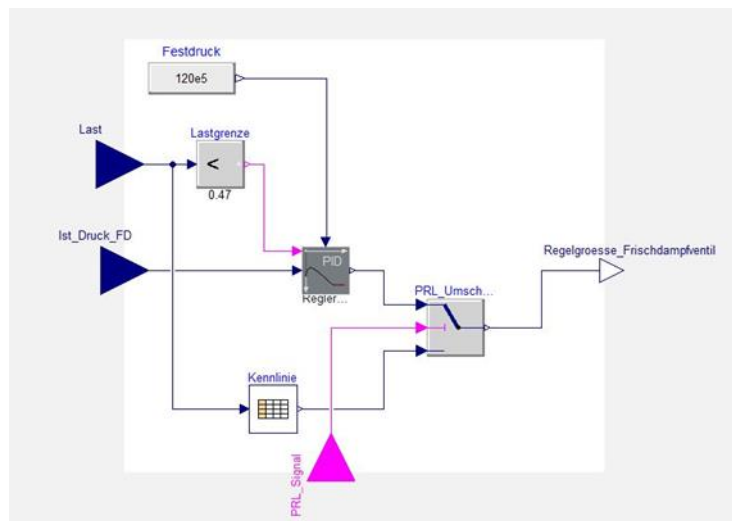 Festdruck
120e5
Last
Lastgrenze
<
0.47
Ist_Druck_FD
PID
Regler...
Regelgroesse_Frischdampfventil
PRL_Umsch...
Kennlinie
PRL_Signal